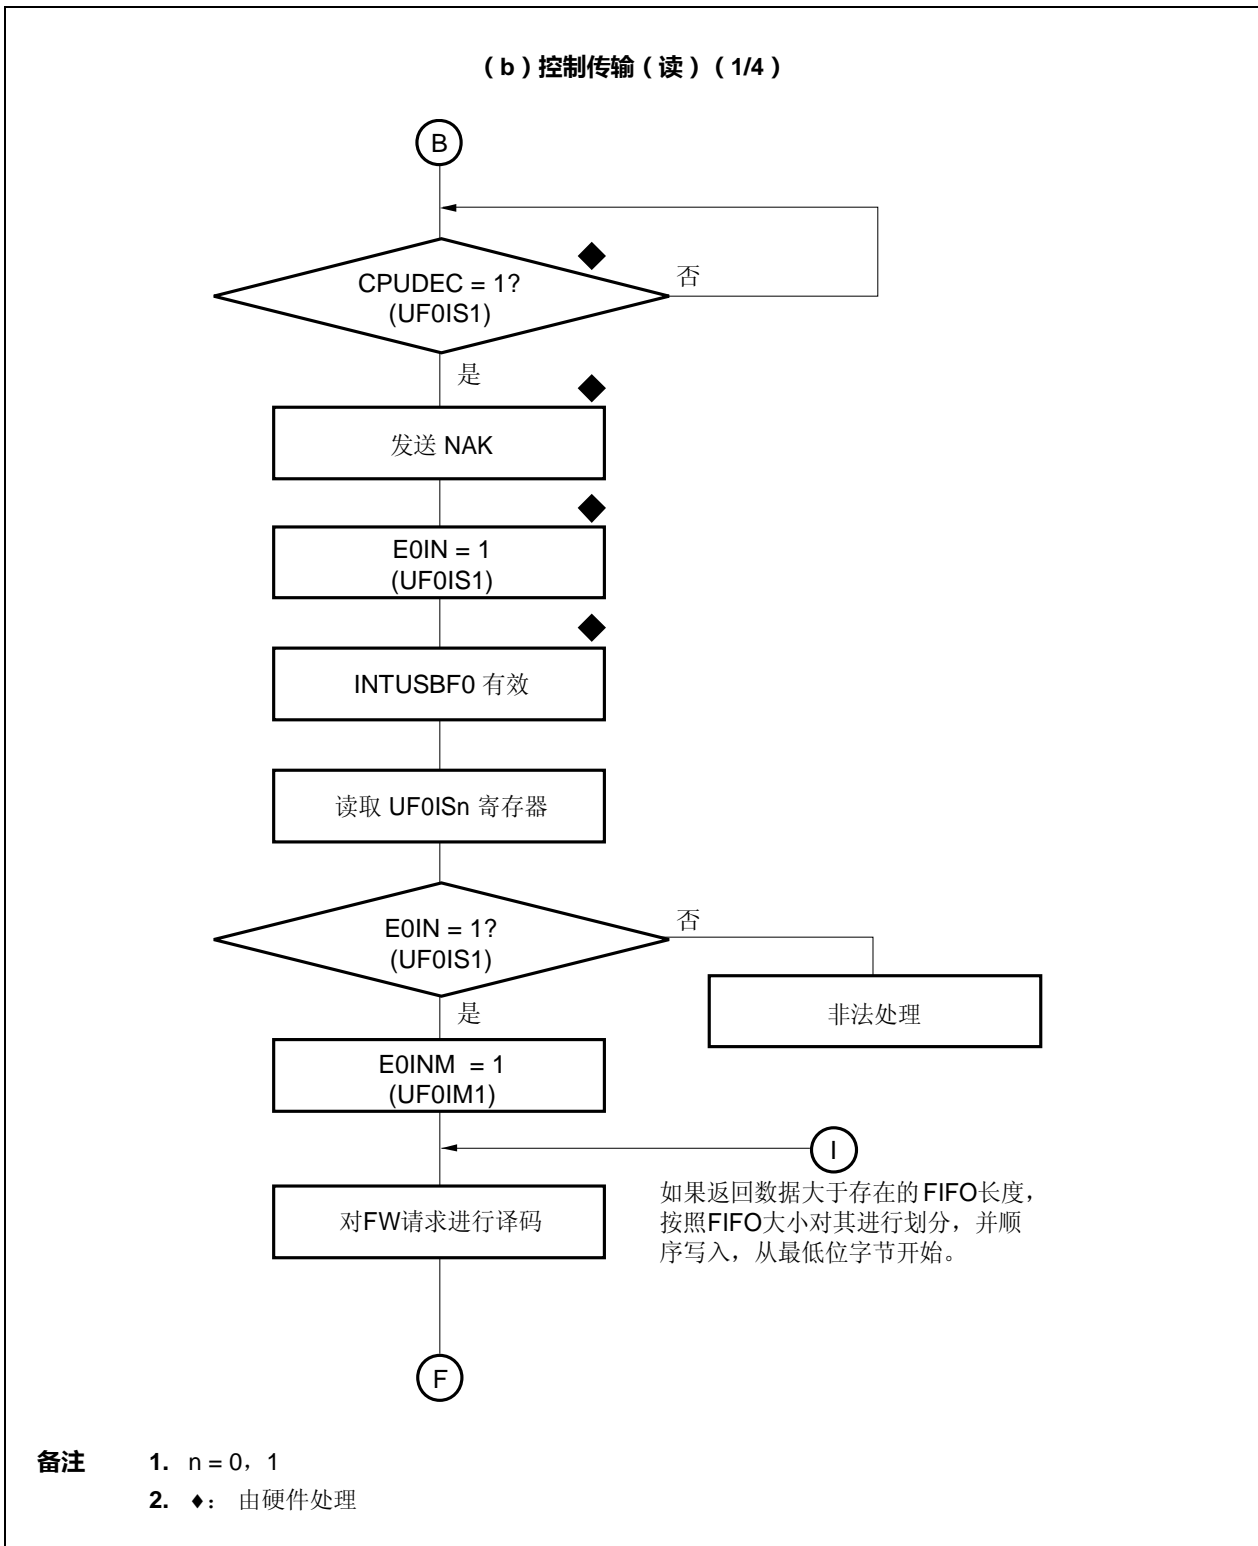 （b）控制传输（读）（1/4）
B
CPUDEC = 1?
(UF0IS1)
否
是
发送 NAK
E0IN = 1
(UF0IS1)
INTUSBF0 有效
读取 UF0ISn 寄存器
E0IN = 1?
(UF0IS1)
否
是
非法处理
E0INM = 1
(UF0IM1)
I
如果返回数据大于存在的FIFO长度，
按照FIFO大小对其进行划分，并顺
序写入，从最低位字节开始。
对FW请求进行译码
F
备注 1. n = 0，1
2. ♦： 由硬件处理